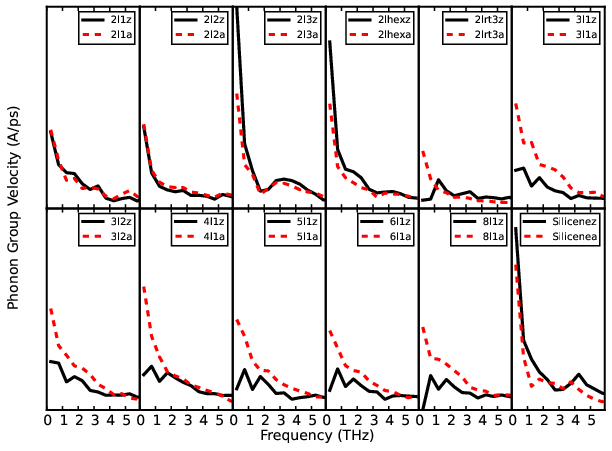 2l1z
2l1a
2l2z
2l2a
2l3z
2l3a
2lhexz
2lhexa
2lrt3z
2lrt3a
3l1z
3l1a
Phonon Group Velocity (A/ps)
3l2z
3l2a
4l1z
4l1a
5l1z
5l1a
6l1z
6l1a
8l1z
8l1a
Silicenez
Silicenea
0 1 2 3 4 5 0 1 2 3 4 5 0 1 2 3 4 5 0 1 2 3 4 5 0 1 2 3 4 5 0 1 2 3 4 5
Frequency (THz)